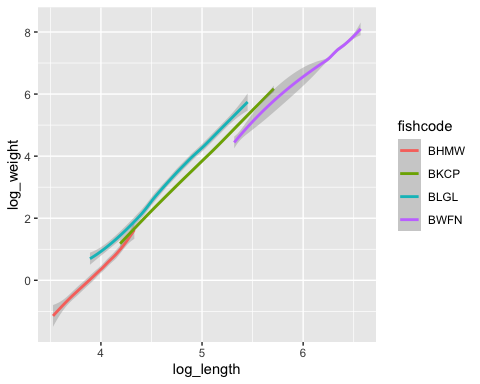 8
6
4
2
0
log_weight
4
5
6
log_length
fishcode
BHMW
BKCP
BLGL
BWFN